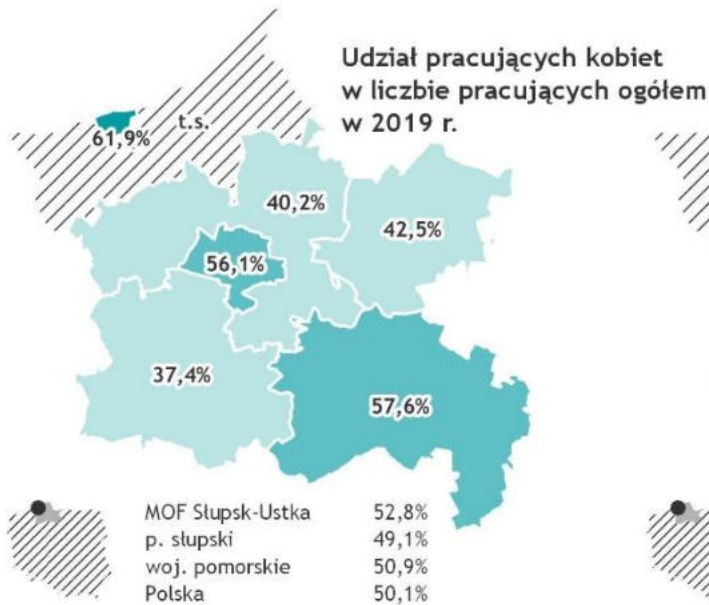 Udział pracujących kobiet
w liczbie pracujących ogółem
w 2019 r.
61,9%
t.s.
40,2%
42,5%
56,1%
37,4%
57,6%
MOF Słupsk-Ustka 52,8%
p. słupski 49,1%
woj. pomorskie 50,9%
Polska 50,1%